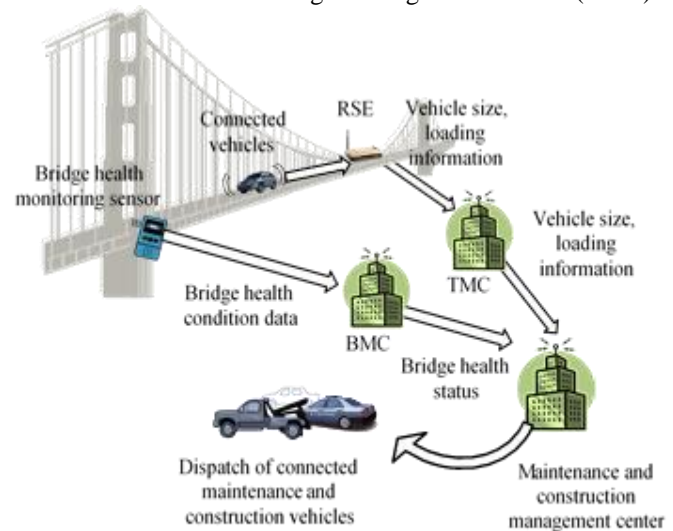 RSE
Vehicle size,
loading
information
Connected
vehicles
Bridge health
monitoring sensor
Vehicle size,
loading
information
TMC
Bridge health
condition data
BMC
Bridge health
status
Dispatch of connected
maintenance and
construction vehicles
Maintenance and
construction
management center